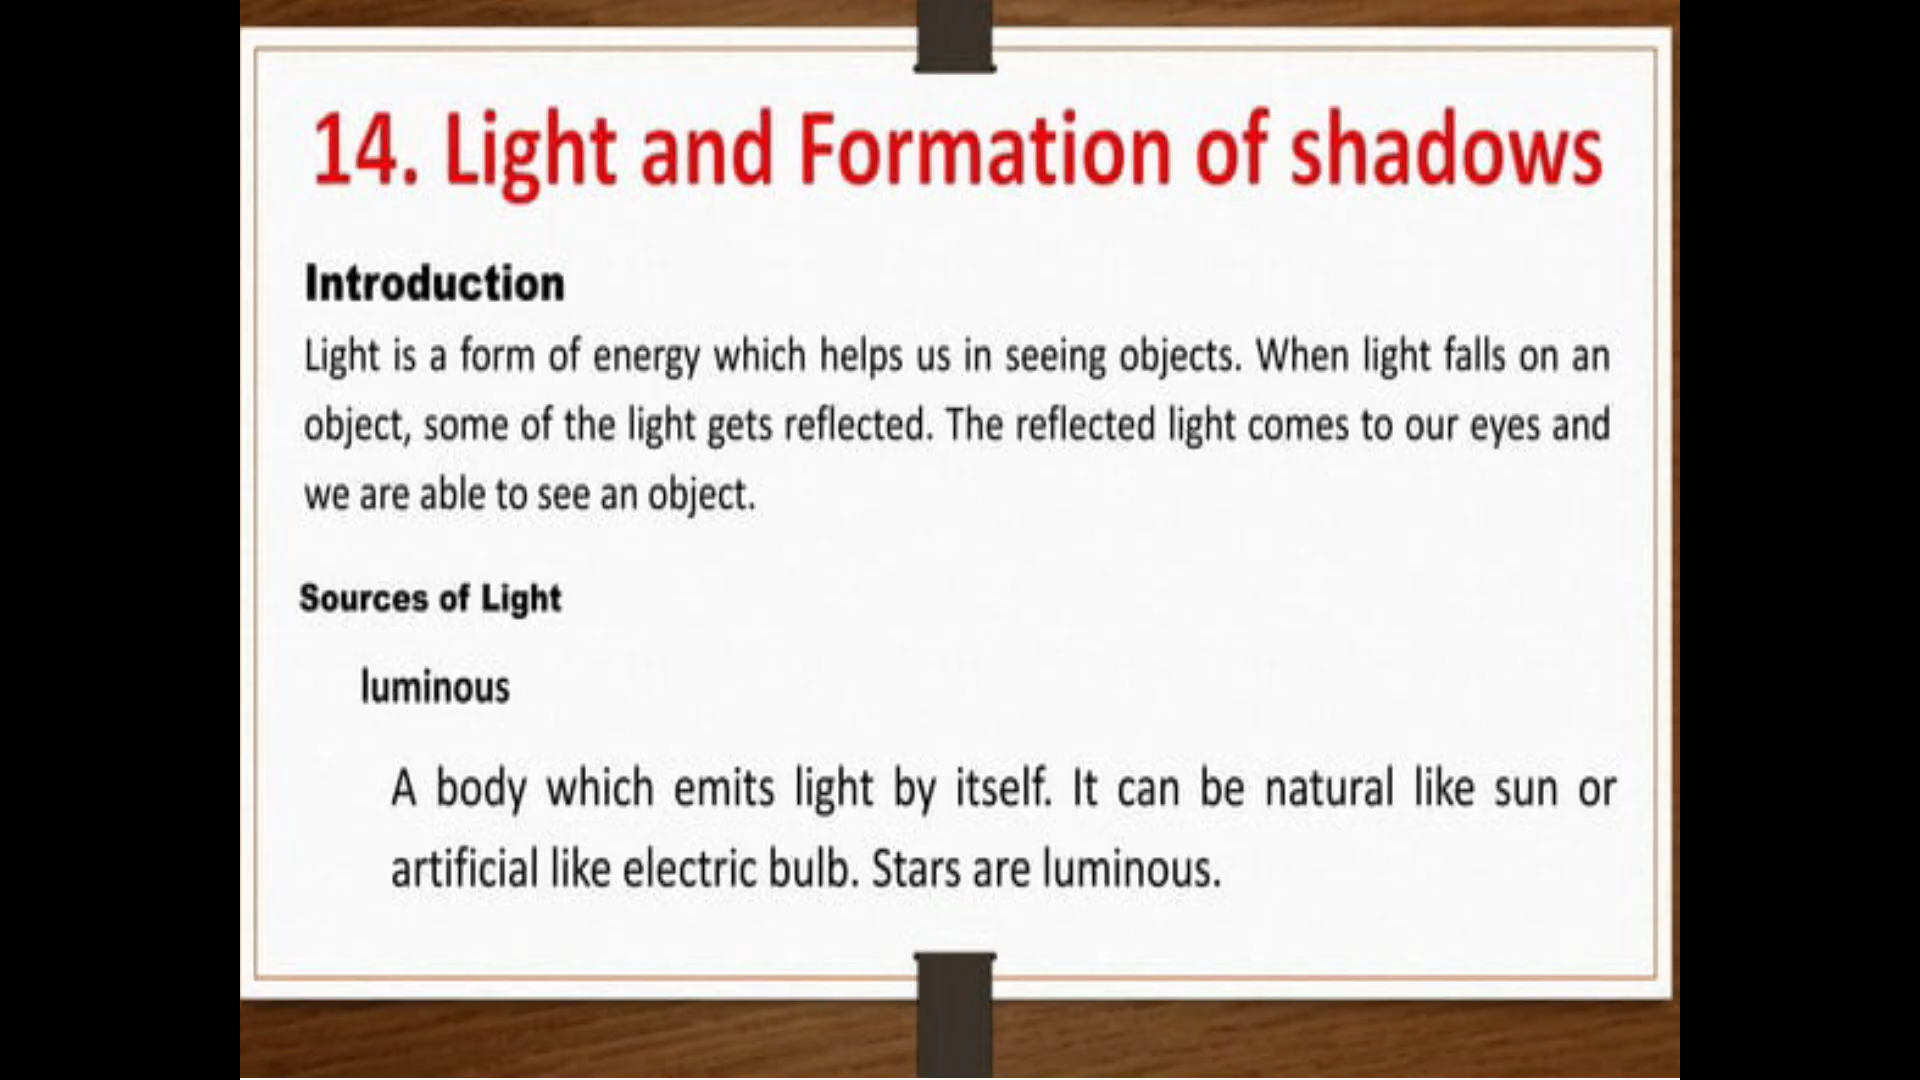 14. Light and Formation of shadows
Introduction
Light is a form of energy which helps us in seeing objects. When light falls on an
object, some of the light gets reflected. The reflected light comes to our eyes and
we are able to see an object.
Sources of Light
luminous
A body which emits light by itself. It can be natural like sun or
artificial like electric bulb. Stars are luminous.